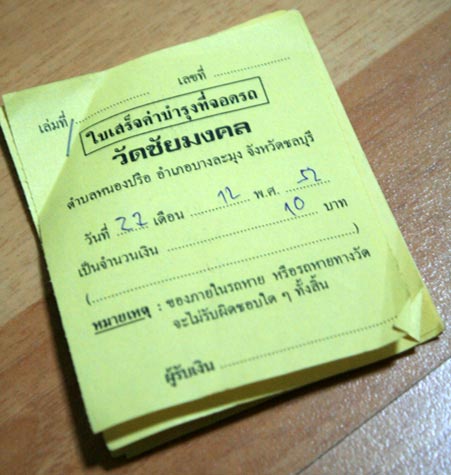 เล่มที่ / .................... เลขที่ ....................
ใบเสร็จค่าบำรุงที่จอดรถ
วัดชัยมงคล
ตำบลหนองปรือ อำเภอบางละมุง จังหวัดชลบุรี
วันที่ 27 เดือน 12 พ.ศ. 52
เป็นจำนวนเงิน 10 บาท
(........................................)
หมายเหตุ : ของภายในรถหาย หรือรถหายทางวัด
จะไม่รับผิดชอบใด ๆ ทั้งสิ้น
ผู้รับเงิน ........................................